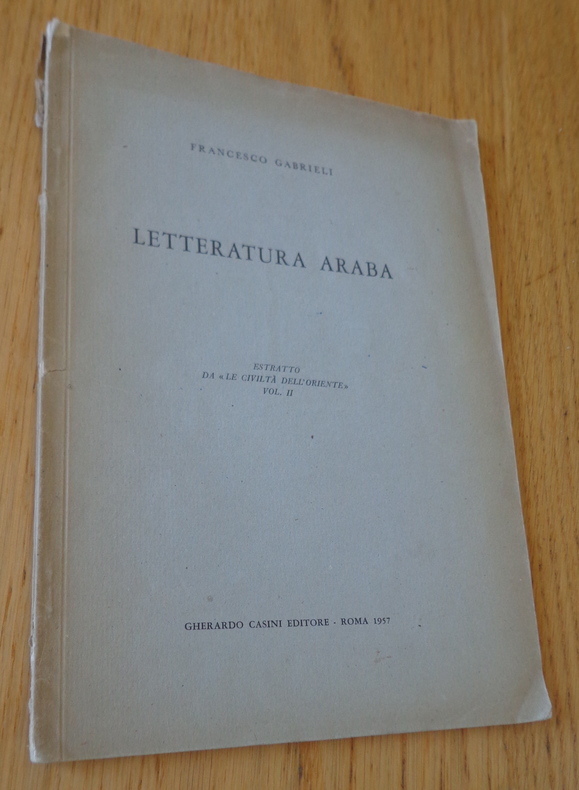 FRANCESCO GABRIELI
LETTERATURA ARABA
ESTRATTO
DA «LE CIVILTÀ DELL'ORIENTE»
VOL. II
GHERARDO CASINI EDITORE - ROMA 1957